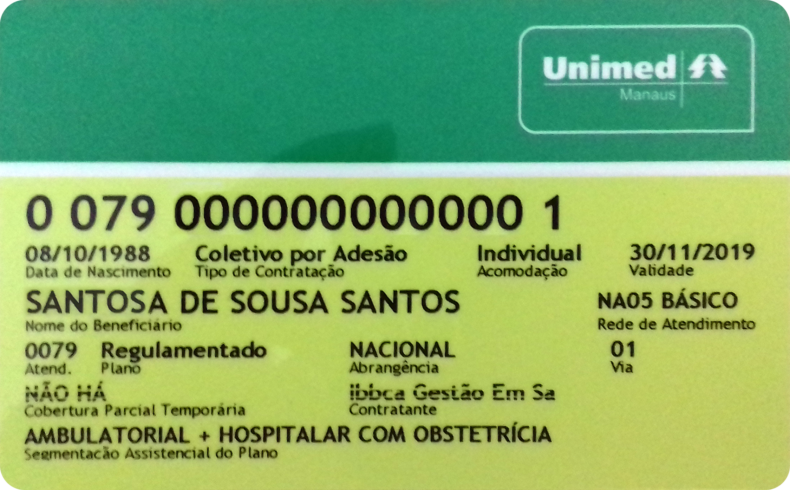 Unimed
Manaus
0 079 000000000000 1
08/10/1988 Coletivo por Adesão Individual 30/11/2019
Data de Nascimento Tipo de Contratação Acomodação Validade
SANTOSA DE SOUSA SANTOS NA05 BÁSICO
Nome do Beneficiário Rede de Atendimento
0079 Regulamentado NACIONAL 01
Atend. Plano Abrangência Via
NÃO HÁ Ibbca Gestão Em Sa
Cobertura Parcial Temporária Contratante
AMBULATORIAL + HOSPITALAR COM OBSTETRÍCIA
Segmentacão Assistencial do Plano